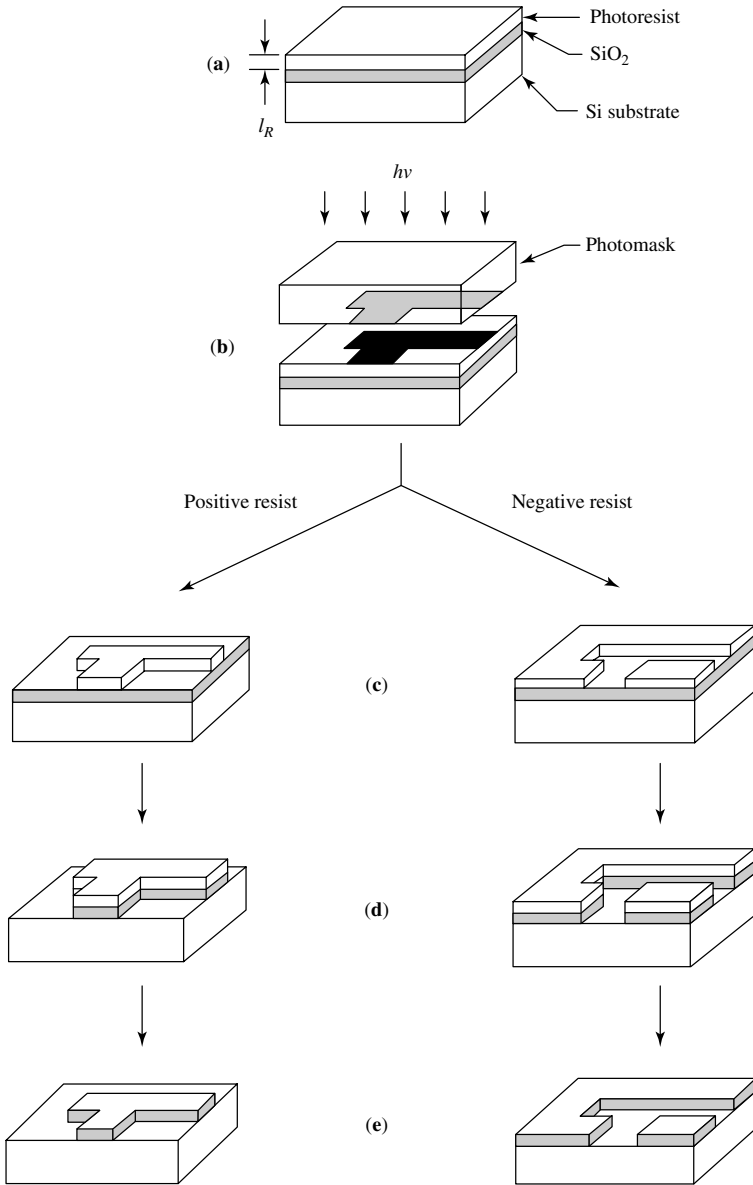 Photoresist
SiO₂
(a)
Si substrate
l_R
hν
Photomask
(b)
Positive resist
Negative resist
(c)
(d)
(e)